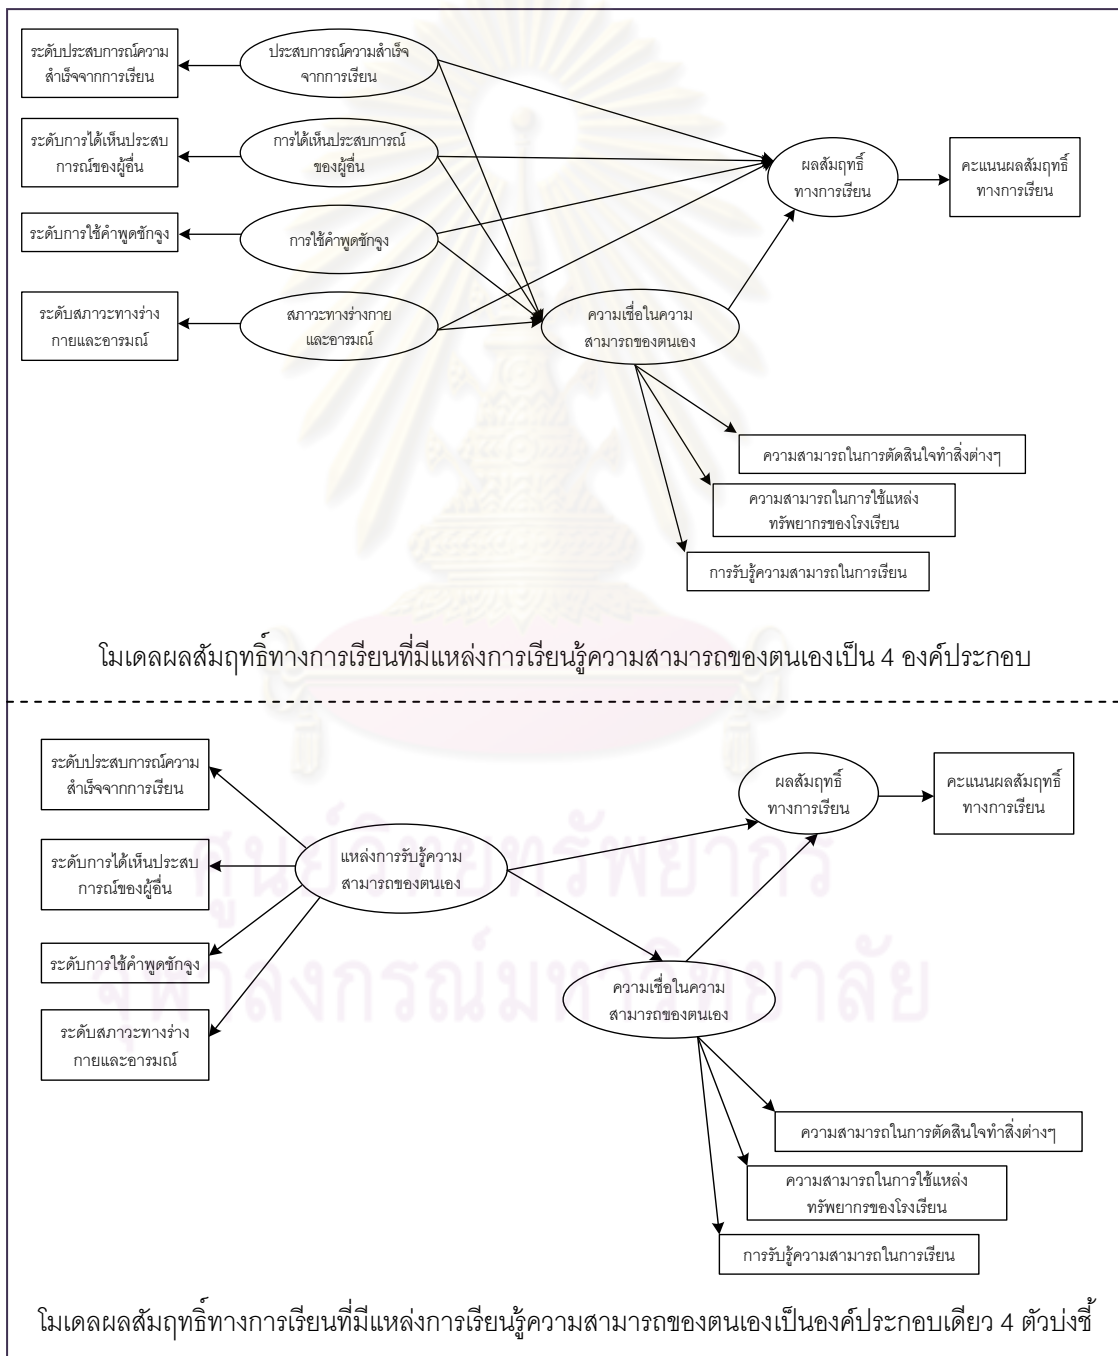 ระดับประสบการณ์ความ
สำเร็จจากการเรียน
ประสบการณ์ความสำเร็จ
จากการเรียน
ระดับการได้เห็นประสบ
การณ์ของผู้อื่น
การได้เห็นประสบการณ์
ของผู้อื่น
ผลสัมฤทธิ์
ทางการเรียน
คะแนนผลสัมฤทธิ์
ทางการเรียน
ระดับการใช้คำพูดชักจูง
การใช้คำพูดชักจูง
ระดับสภาวะทางร่าง
กายและอารมณ์
สภาวะทางร่างกาย
และอารมณ์
ความเชื่อในความ
สามารถของตนเอง
ความสามารถในการตัดสินใจทำสิ่งต่างๆ
ความสามารถในการใช้แหล่ง
ทรัพยากรของโรงเรียน
การรับรู้ความสามารถในการเรียน
โมเดลผลสัมฤทธิ์ทางการเรียนที่มีแหล่งการเรียนรู้ความสามารถของตนเองเป็น 4 องค์ประกอบ
ระดับประสบการณ์ความ
สำเร็จจากการเรียน
ผลสัมฤทธิ์
ทางการเรียน
คะแนนผลสัมฤทธิ์
ทางการเรียน
ระดับการได้เห็นประสบ
การณ์ของผู้อื่น
แหล่งการรับรู้ความ
สามารถของตนเอง
ศูนย์วิทยทรัพยากร
ระดับการใช้คำพูดชักจูง
จุฬาลงกรณ์มหาวิทยาลัย
ความเชื่อในความ
สามารถของตนเอง
ระดับสภาวะทางร่าง
กายและอารมณ์
ความสามารถในการตัดสินใจทำสิ่งต่างๆ
ความสามารถในการใช้แหล่ง
ทรัพยากรของโรงเรียน
การรับรู้ความสามารถในการเรียน
โมเดลผลสัมฤทธิ์ทางการเรียนที่มีแหล่งการเรียนรู้ความสามารถของตนเองเป็นองค์ประกอบเดียว 4 ตัวบ่งชี้